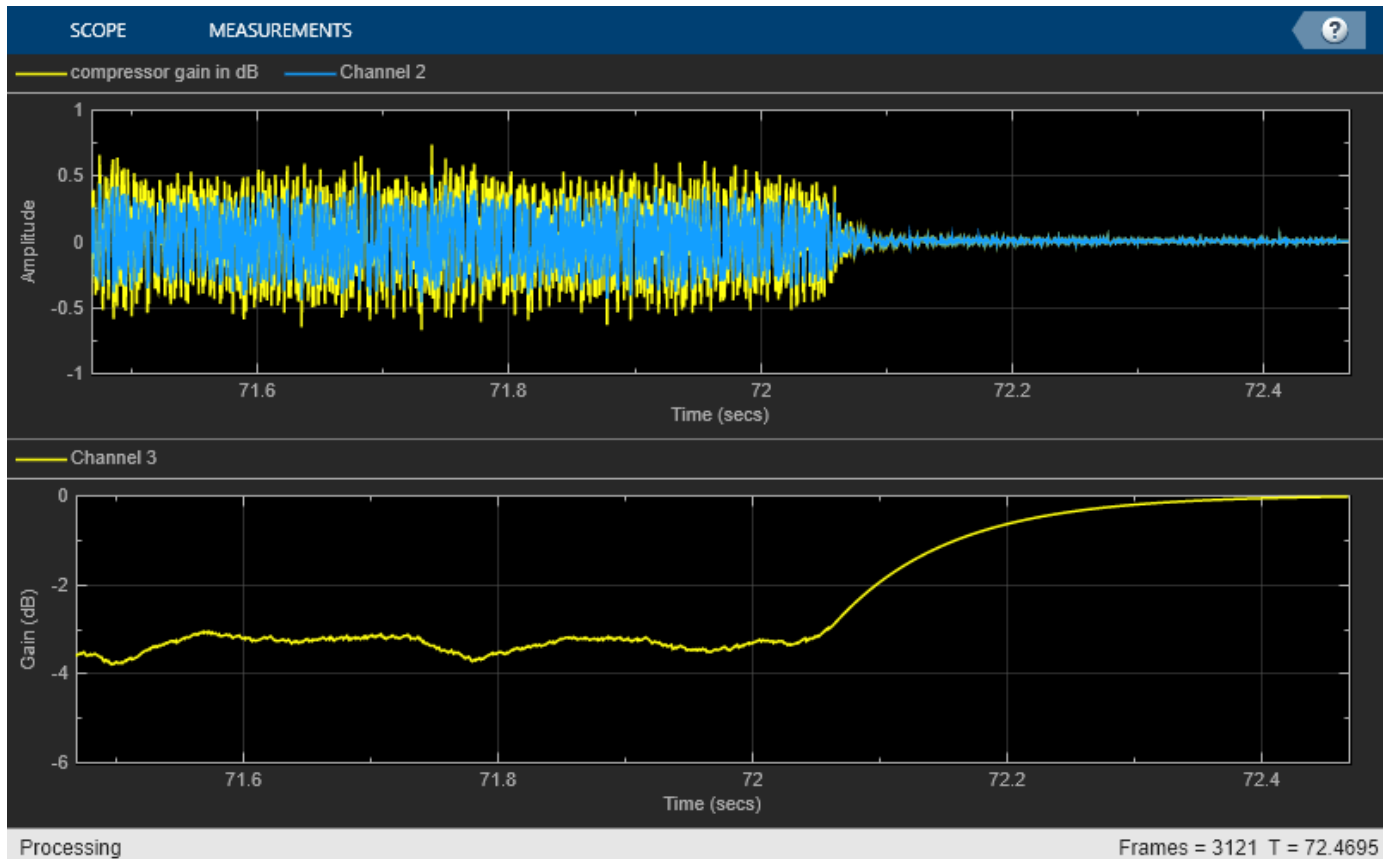 SCOPE MEASUREMENTS ?
compressor gain in dB Channel 2
1
0.5
0
-0.5
-1
Amplitude
71.6 71.8 72 72.2 72.4
Time (secs)
Channel 3
0
-2
-4
-6
Gain (dB)
71.6 71.8 72 72.2 72.4
Time (secs)
Processing Frames = 3121 T = 72.4695